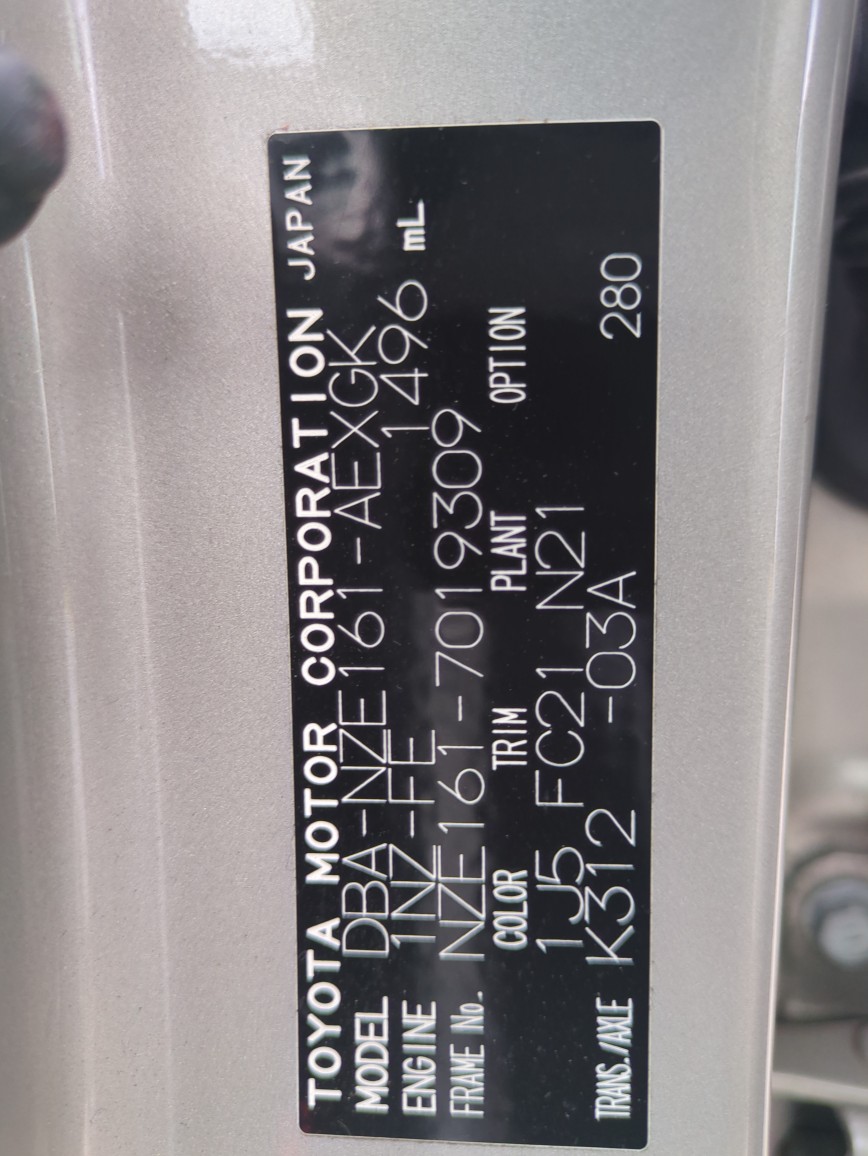 TOYOTA MOTOR CORPORATION JAPAN
MODEL DBA-NZE161-AEXGK
ENGINE 1NZ-FE 1496 mL
FRAME No. NZE161-7019309
COLOR TRIM PLANT OPTION
1J5 FC21 N21
TRANS./AXLE K312 -03A 280